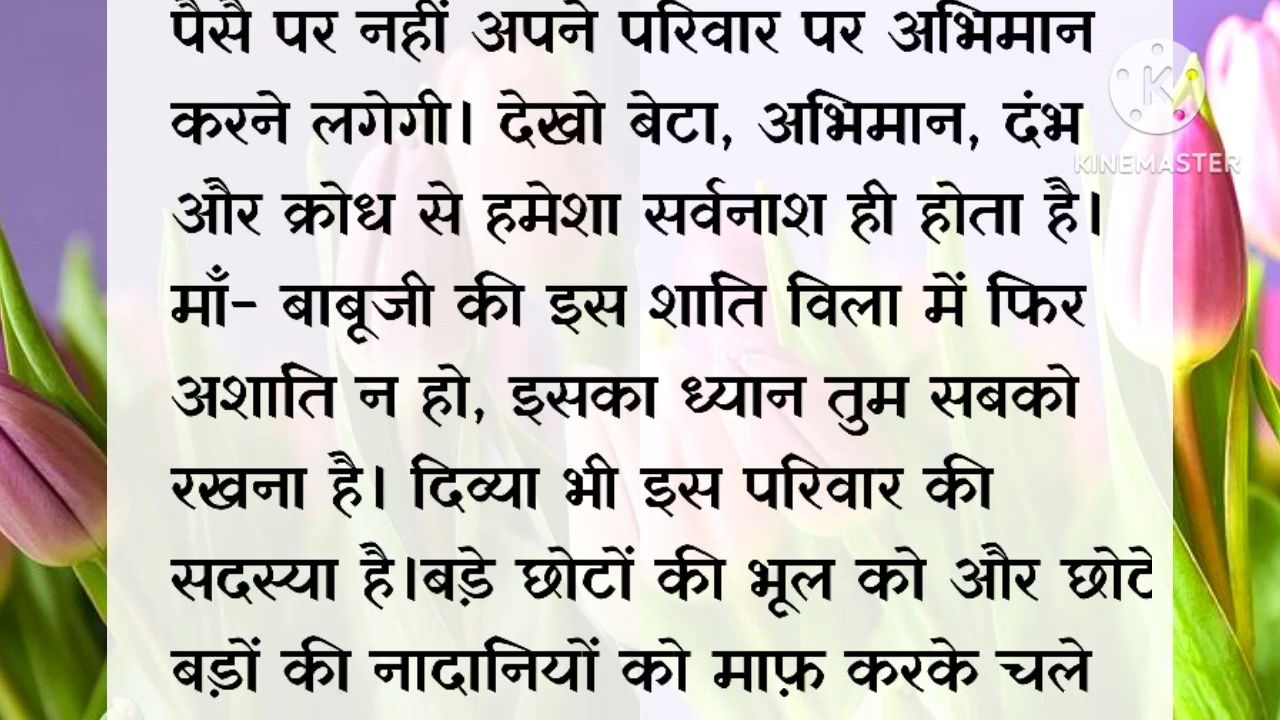 पैसै पर नहीं अपने परिवार पर अभिमान
करने लगेगी। देखो बेटा, अभिमान, दंभ
और क्रोध से हमेशा सर्वनाश ही होता है।
माँ- बाबूजी की इस शाति विला में फिर
अशाति न हो, इसका ध्यान तुम सबको
रखना है। दिव्या भी इस परिवार की
सदस्या है।बड़े छोटों की भूल को और छोटे
बड़ों की नादानियों को माफ़ करके चले
K
KINEMASTER